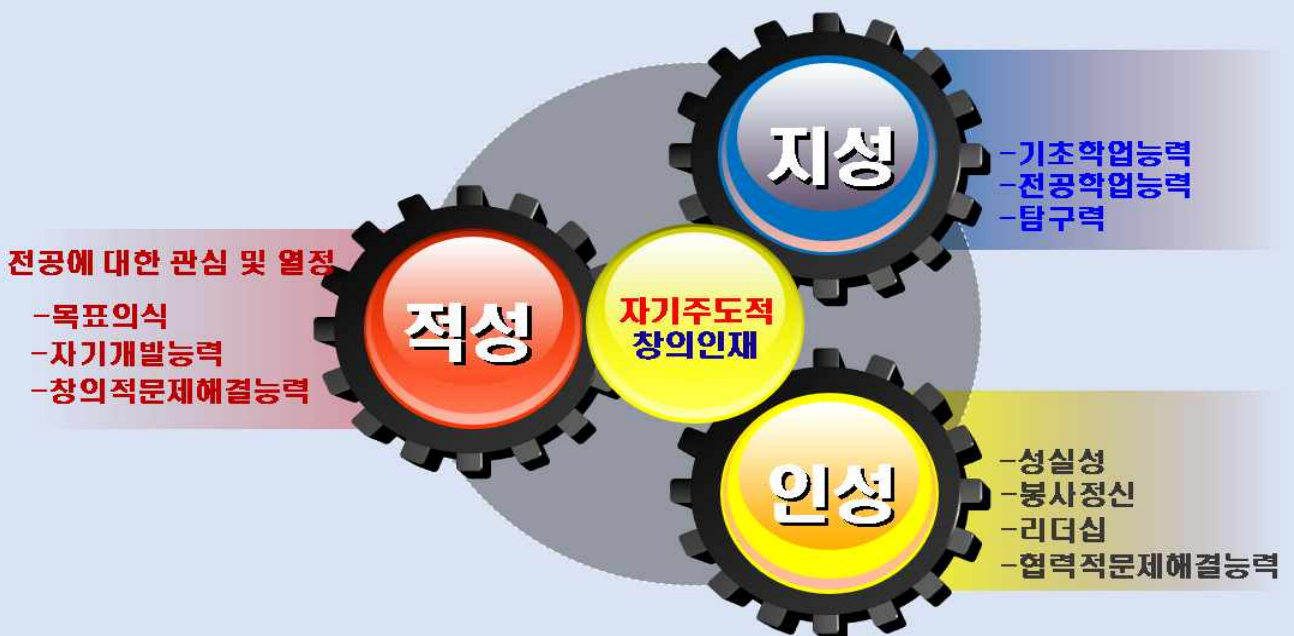 지성
-기초학업능력
-전공학업능력
-탐구력
적성
전공에 대한 관심 및 열정
-목표의식
-자기개발능력
-창의적문제해결능력
자기주도적
창의인재
인성
-성실성
-봉사정신
-리더십
-협력적문제해결능력